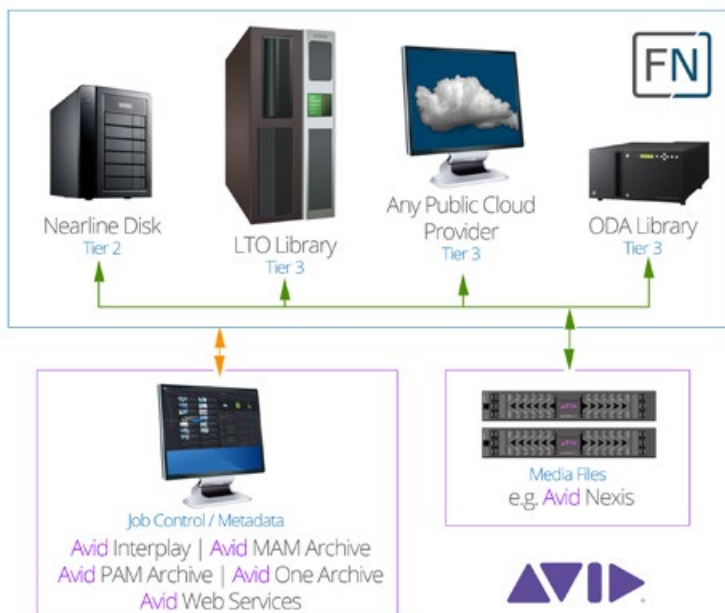 FN
Nearline Disk
Tier 2
LTO Library
Tier 3
Any Public Cloud
Provider
Tier 3
ODA Library
Tier 3
Job Control / Metadata
Avid Interplay | Avid MAM Archive
Avid PAM Archive | Avid One Archive
Avid Web Services
AVID
AVID
Media Files
e.g. Avid Nexis
AVID